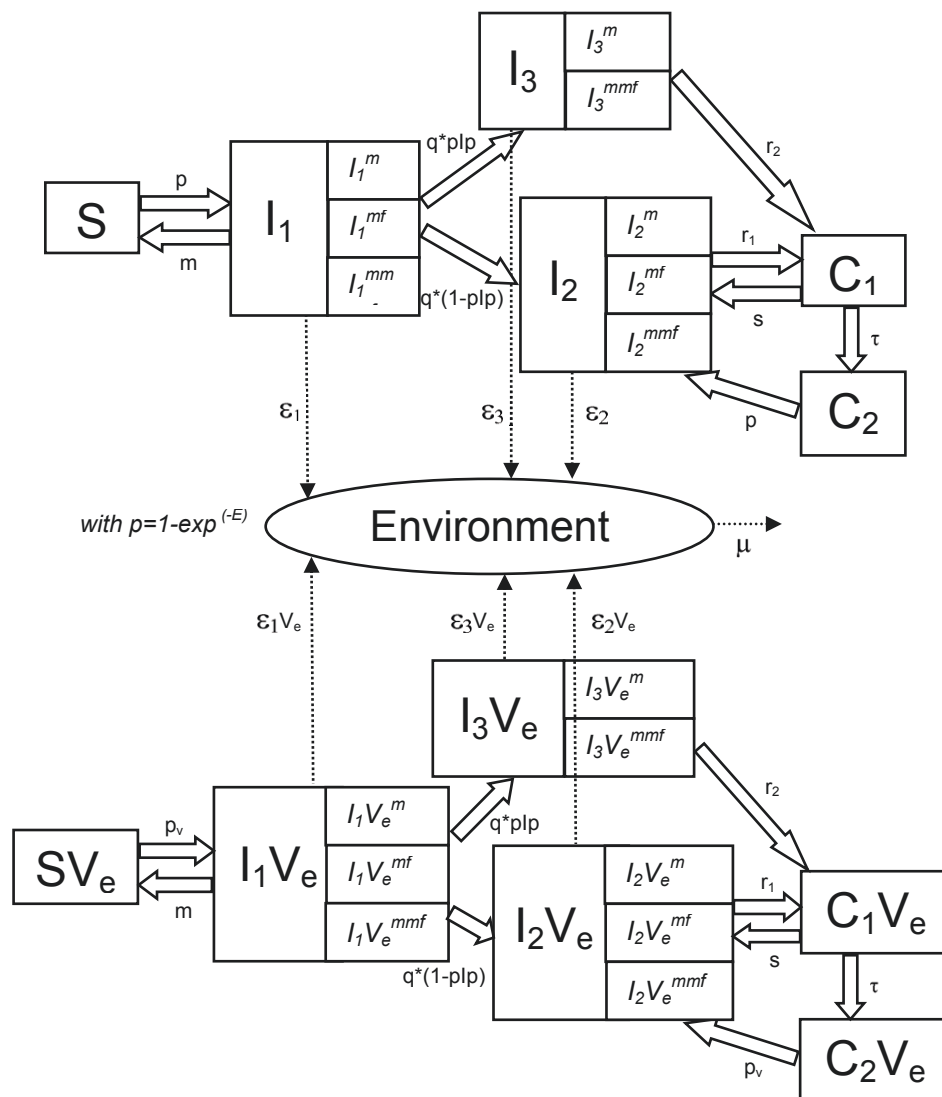 I₃
I₃ᵐ
I₃ᵐᵐᶠ
q*pIp
r₂
S
p
m
I₁
I₁ᵐ
I₁ᵐᶠ
I₁ᵐᵐ
q*(1-pIp)
I₂
I₂ᵐ
I₂ᵐᶠ
I₂ᵐᵐᶠ
r₁
s
C₁
τ
C₂
p
ε₁
ε₃
ε₂
with p=1-exp ⁽⁻ᴱ⁾
Environment
μ
ε₁Vₑ
ε₃Vₑ
ε₂Vₑ
I₃Vₑ
I₃Vₑᵐ
I₃Vₑᵐᵐᶠ
q*pIp
r₂
SVₑ
pᵥ
m
I₁Vₑ
I₁Vₑᵐ
I₁Vₑᵐᶠ
I₁Vₑᵐᵐᶠ
q*(1-pIp)
I₂Vₑ
I₂Vₑᵐ
I₂Vₑᵐᶠ
I₂Vₑᵐᵐᶠ
r₁
s
C₁Vₑ
τ
C₂Vₑ
pᵥ